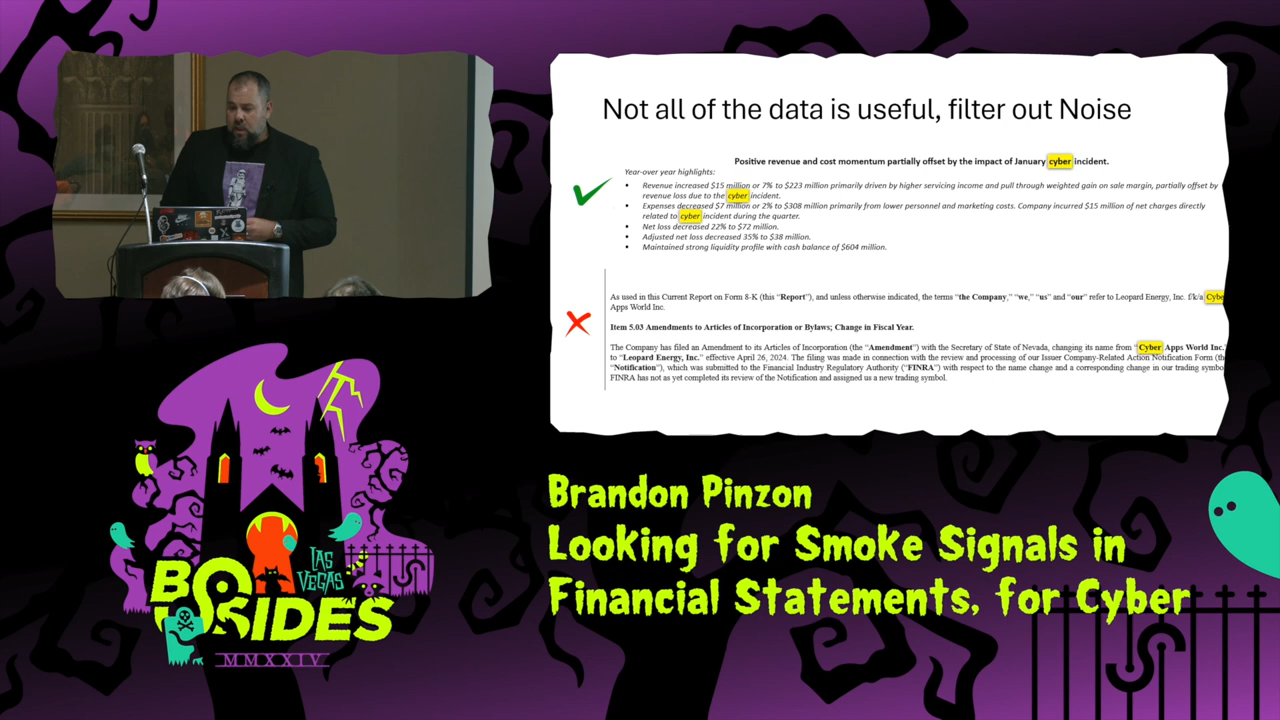 Not all of the data is useful, filter out Noise
Positive revenue and cost momentum partially offset by the impact of January cyber incident.
Year-over year highlights:
• Revenue increased $15 million or 7% to $223 million primarily driven by higher servicing income and pull through weighted gain on sale margin, partially offset by
revenue loss due to the cyber incident.
• Expenses decreased $7 million or 2% to $308 million primarily from lower personnel and marketing costs. Company incurred $15 million of net charges directly
related to cyber incident during the quarter.
• Net loss decreased 22% to $72 million.
• Adjusted net loss decreased 35% to $38 million.
• Maintained strong liquidity profile with cash balance of $604 million.
As used in this Current Report on Form 8-K (this “Report”), and unless otherwise indicated, the terms “the Company,” “we,” “us” and “our” refer to Leopard Energy, Inc. f/k/a Cybe
Apps World Inc.
Item 5.03 Amendments to Articles of Incorporation or Bylaws; Change in Fiscal Year.
The Company has filed an Amendment to its Articles of Incorporation (the “Amendment”) with the Secretary of State of Nevada, changing its name from “Cyber Apps World Inc.”
to “Leopard Energy, Inc.” effective April 26, 2024. The filing was made in connection with the review and processing of our Issuer Company-Related Action Notification Form (the
“Notification”), which was submitted to the Financial Industry Regulatory Authority (“FINRA”) with respect to the name change and a corresponding change in our trading symbo
FINRA has not as yet completed its review of the Notification and assigned us a new trading symbol.
Brandon Pinzon
Looking for Smoke Signals in
Financial Statements, for Cyber
LAS
VEGAS
BSIDES
MMXXIV